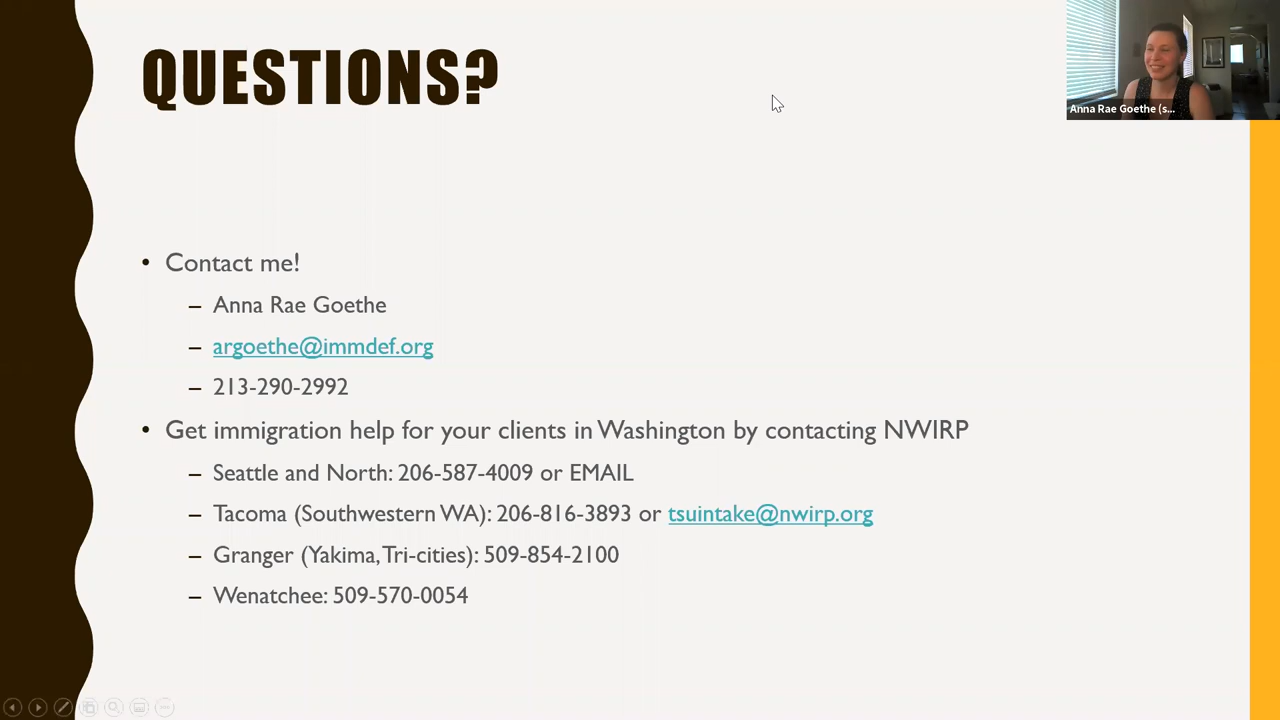 QUESTIONS?
Anna Rae Goethe (s...
• Contact me!
– Anna Rae Goethe
– argoethe@immdef.org
– 213-290-2992
• Get immigration help for your clients in Washington by contacting NWIRP
– Seattle and North: 206-587-4009 or EMAIL
– Tacoma (Southwestern WA): 206-816-3893 or tsuintake@nwirp.org
– Granger (Yakima, Tri-cities): 509-854-2100
– Wenatchee: 509-570-0054